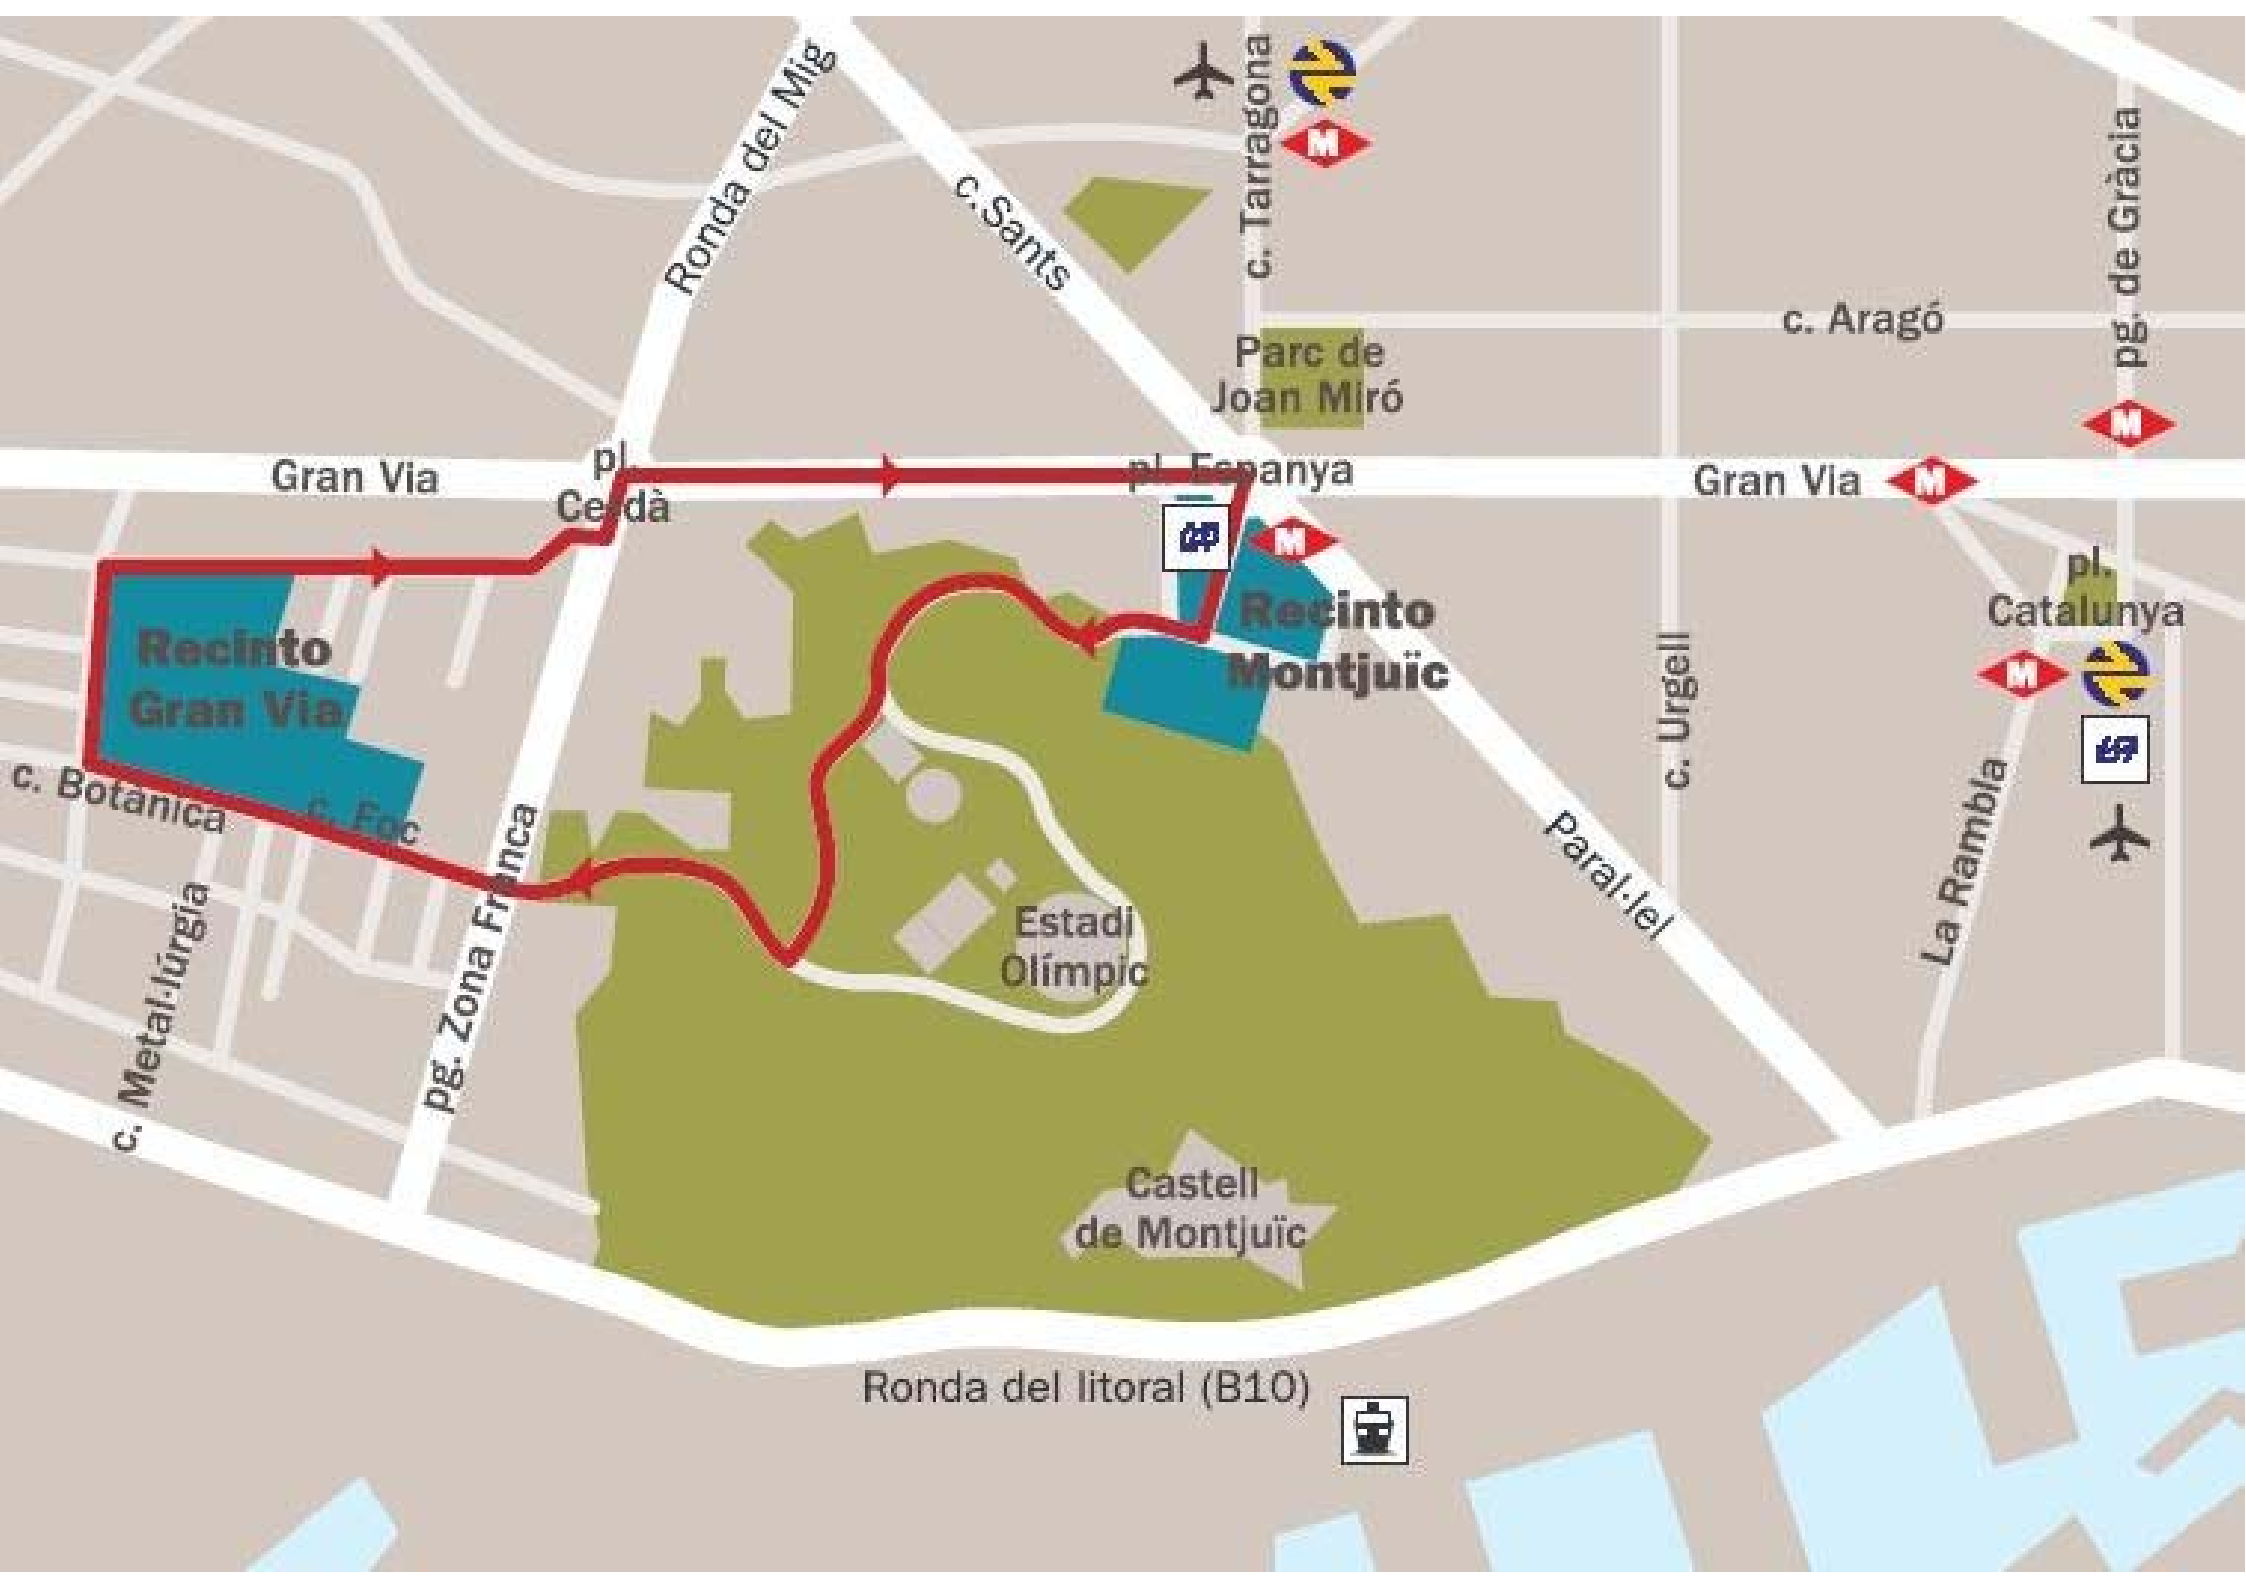 Ronda del Mig
c. Sants
c. Tarragona
M
pg. de Gràcia
c. Aragó
Parc de
Joan Miró
M
Gran Via
pl.
Cerdà
pl. Espanya
Gran Via
M
M
Recinto
Montjuïc
pl.
Catalunya
M
Recinto
Gran Via
c. Urgell
c. Botànica
c. Foc
Paral·lel
La Rambla
pg. Zona Franca
c. Metal·lúrgia
Estadi
Olímpic
Castell
de Montjuïc
Ronda del litoral (B10)